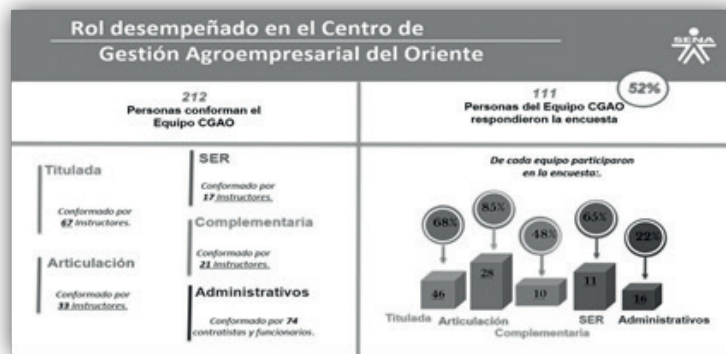 Rol desempeñado en el Centro de
Gestión Agroempresarial del Oriente
SENA
212
Personas conforman el
Equipo CGAO
111
Personas del Equipo CGAO
respondieron la encuesta
52%
Titulada
Conformado por
67 Instructores.
Articulación
Conformado por
33 Instructores.
SER
Conformado por
17 Instructores.
Complementaria
Conformado por
21 Instructores.
Administrativos
Conformado por 74
contratistas y funcionarios.
De cada equipo participaron
en la encuesta:.
68%
85%
48%
65%
22%
46
28
10
11
16
Titulada
Articulación
Complementaria
SER
Administrativos